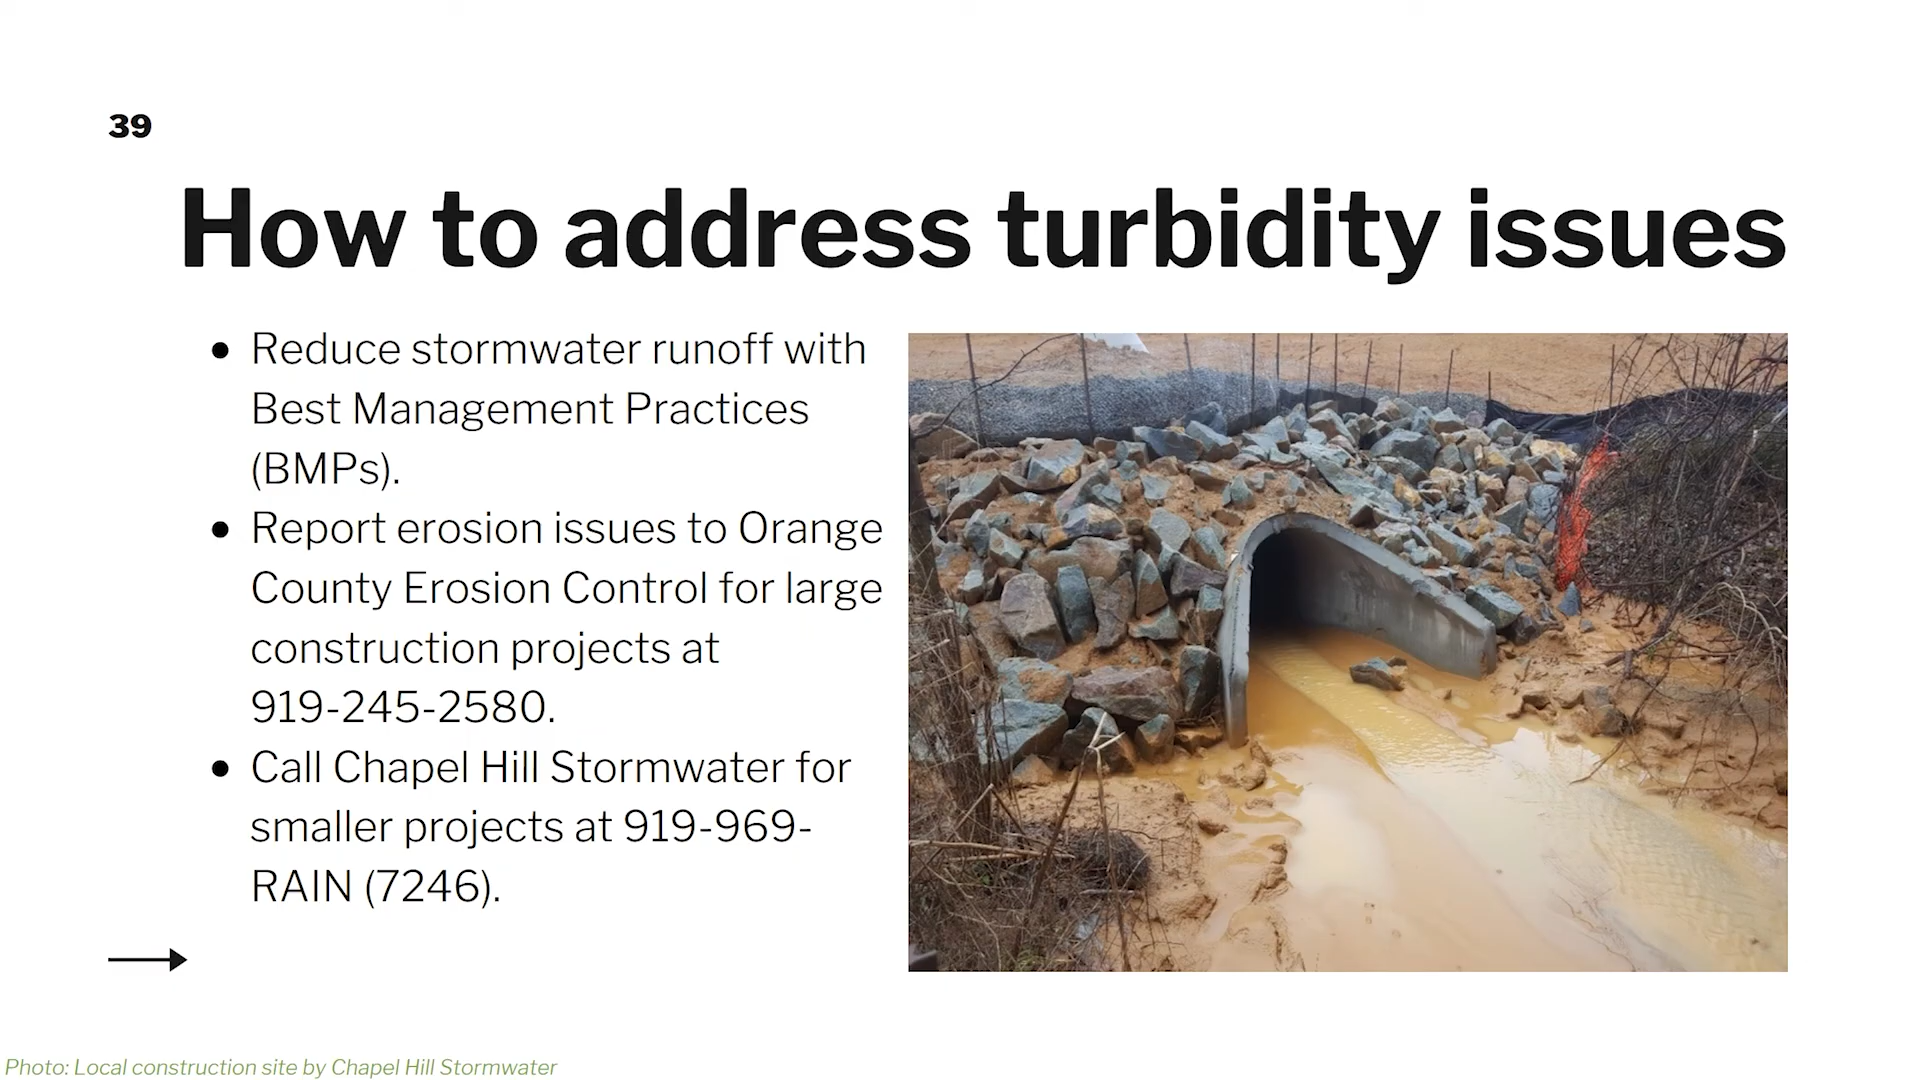 39
How to address turbidity issues
● Reduce stormwater runoff with
Best Management Practices
(BMPs).
● Report erosion issues to Orange
County Erosion Control for large
construction projects at
919-245-2580.
● Call Chapel Hill Stormwater for
smaller projects at 919-969-
RAIN (7246).
Photo: Local construction site by Chapel Hill Stormwater